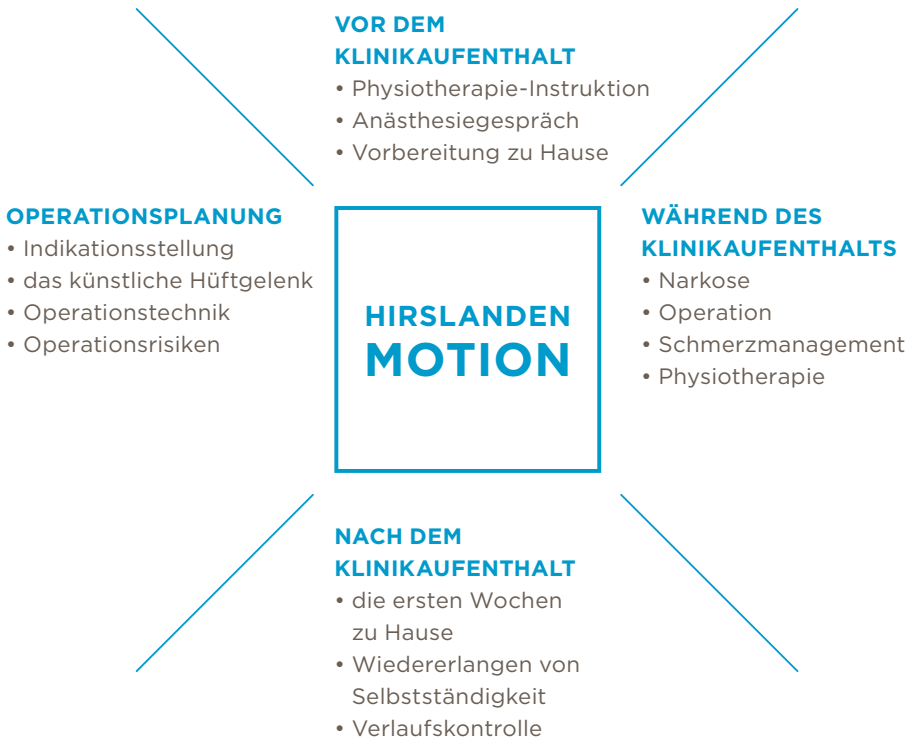 VOR DEM
KLINIKAUFENTHALT
• Physiotherapie-Instruktion
• Anästhesiegespräch
• Vorbereitung zu Hause
OPERATIONSPLANUNG
• Indikationsstellung
• das künstliche Hüftgelenk
• Operationstechnik
• Operationsrisiken
HIRSLANDEN
MOTION
WÄHREND DES
KLINIKAUFENTHALTS
• Narkose
• Operation
• Schmerzmanagement
• Physiotherapie
NACH DEM
KLINIKAUFENTHALT
• die ersten Wochen
zu Hause
• Wiedererlangen von
Selbstständigkeit
• Verlaufskontrolle